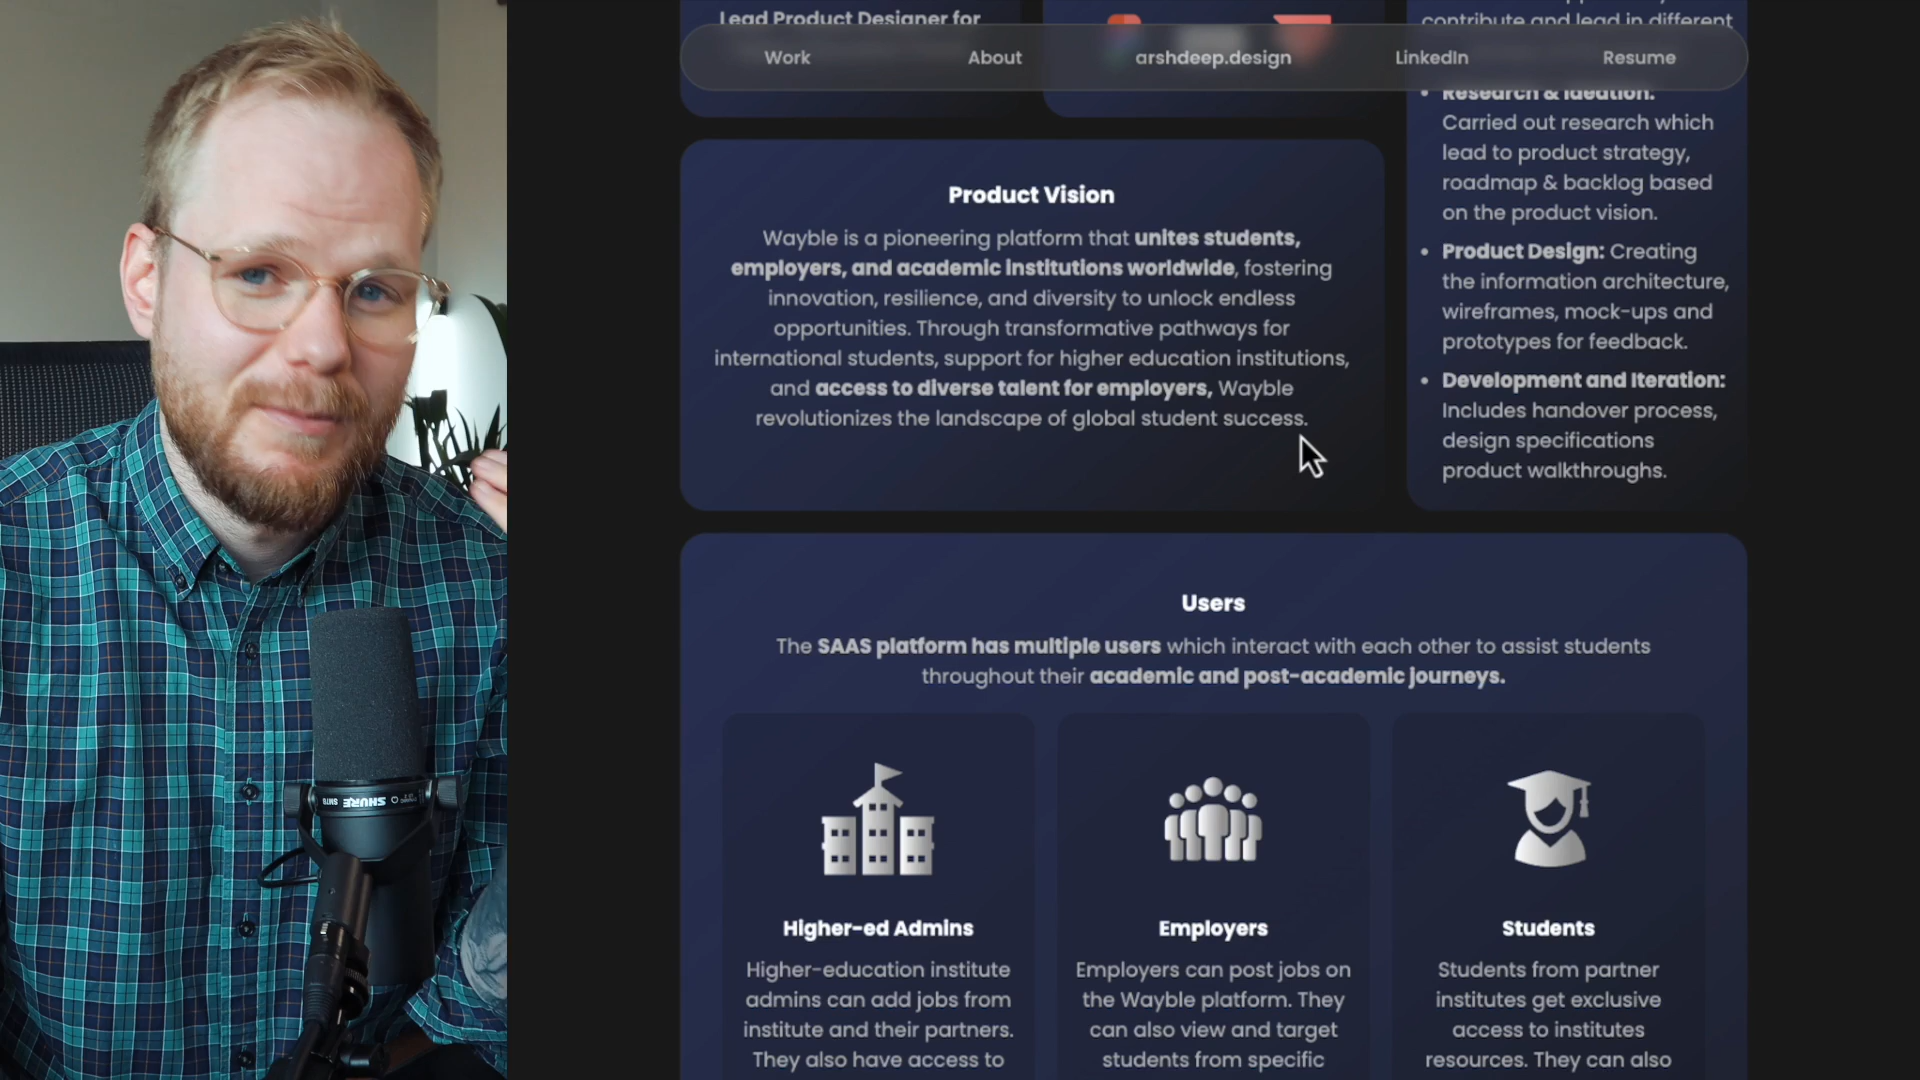 Lead Product Designer for
contribute and lead in different
Work
About
arshdeep.design
LinkedIn
Resume
Research & Ideation:
Carried out research which
lead to product strategy,
roadmap & backlog based
on the product vision.
Product Design: Creating
the information architecture,
wireframes, mock-ups and
prototypes for feedback.
Development and Iteration:
Includes handover process,
design specifications
product walkthroughs.
Product Vision
Wayble is a pioneering platform that unites students,
employers, and academic institutions worldwide, fostering
innovation, resilience, and diversity to unlock endless
opportunities. Through transformative pathways for
international students, support for higher education institutions,
and access to diverse talent for employers, Wayble
revolutionizes the landscape of global student success.
Users
The SAAS platform has multiple users which interact with each other to assist students
throughout their academic and post-academic journeys.
Higher-ed Admins
Higher-education institute
admins can add jobs from
institute and their partners.
They also have access to
Employers
Employers can post jobs on
the Wayble platform. They
can also view and target
students from specific
Students
Students from partner
institutes get exclusive
access to institutes
resources. They can also
SHURE
SM7B